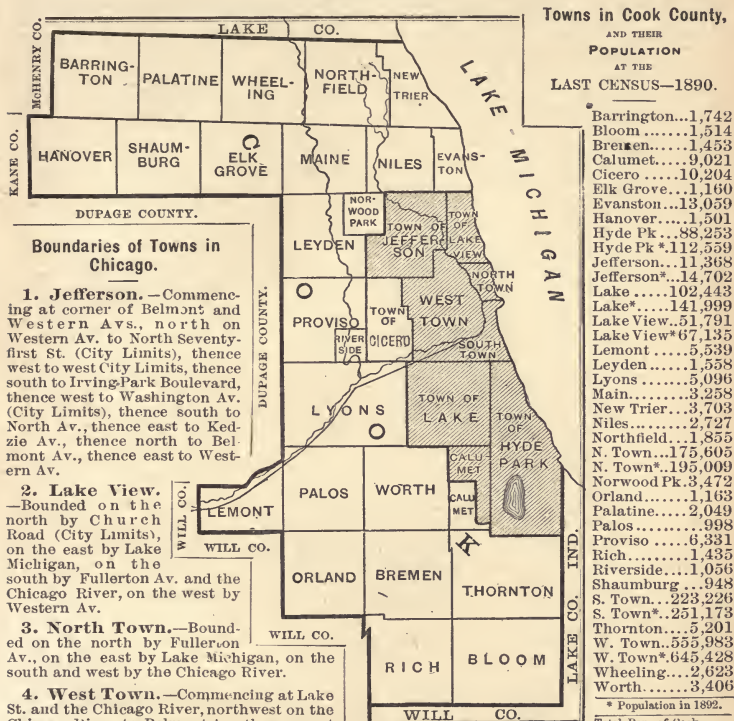 Towns in Cook County,
AND THEIR
POPULATION
AT THE
LAST CENSUS—1890.
Barrington...1,742
Bloom.......1,514
Bremen......1,453
Calumet.....9,021
Cicero......10,204
Elk Grove...1,160
Evanston...13,059
Hanover.....1,501
Hyde Pk...88,253
Hyde Pk*.112,559
Jefferson...11,368
Jefferson*...14,702
Lake.....102,443
Lake*....141,999
Lake View..51,791
Lake View*67,135
Lemont......5,539
Leyden......1,558
Lyons.......5,096
Main........3,258
New Trier...3,703
Niles........2,727
Northfield...1,855
N. Town..175,605
N. Town*..195,009
Norwood Pk.3,472
Orland......1,163
Palatine.....2,049
Palos.........998
Proviso.....6,331
Rich........1,435
Riverside....1,056
Shaumburg..948
S. Town...223,226
S. Town*..251,173
Thornton....5,201
W. Town..555,983
W. Town*.645,428
Wheeling....2,623
Worth.......3,406
* Population in 1892.
LAKE CO.
McHENRY CO.
BARRING-
TON
PALATINE
WHEEL-
ING
NORTH-
FIELD
NEW
TRIER
LAKE MICHIGAN
KANE CO.
HANOVER
SHAUM-
BURG
C
ELK
GROVE
MAINE
NILES
EVANS-
TON
DUPAGE COUNTY.
NOR-
WOOD
PARK
LEYDEN
TOWN OF
JEFFER-
SON
TOWN
OF
LAKE
VIEW
NORTH
TOWN
WEST
TOWN
O
PROVISO
RIVER
SIDE
TOWN
OF
CICERO
SOUTH
TOWN
DUPAGE COUNTY.
LYONS
O
TOWN OF
LAKE
TOWN
OF
HYDE
PARK
CALU-
MET
CALU
MET
WILL CO.
LEMONT
PALOS
WORTH
WILL CO.
K
ORLAND
BREMEN
THORNTON
LAKE CO. IND.
WILL CO.
RICH
BLOOM
WILL CO.
Boundaries of Towns in
Chicago.
1. Jefferson.—Commenc-
ing at corner of Belmont and
Western Avs., north on
Western Av. to North Seventy-
first St. (City Limits), thence
west to west City Limits, thence
south to Irving-Park Boulevard,
thence west to Washington Av.
(City Limits), thence south to
North Av., thence east to Ked-
zie Av., thence north to Bel-
mont Av., thence east to West-
ern Av.
2. Lake View.
—Bounded on the
north by Church
Road (City Limits),
on the east by Lake
Michigan, on the
south by Fullerton Av. and the
Chicago River, on the west by
Western Av.
3. North Town.—Bound-
ed on the north by Fullerton
Av., on the east by Lake Michigan, on the
south and west by the Chicago River.
4. West Town.—Commencing at Lake
St. and the Chicago River, northwest on the